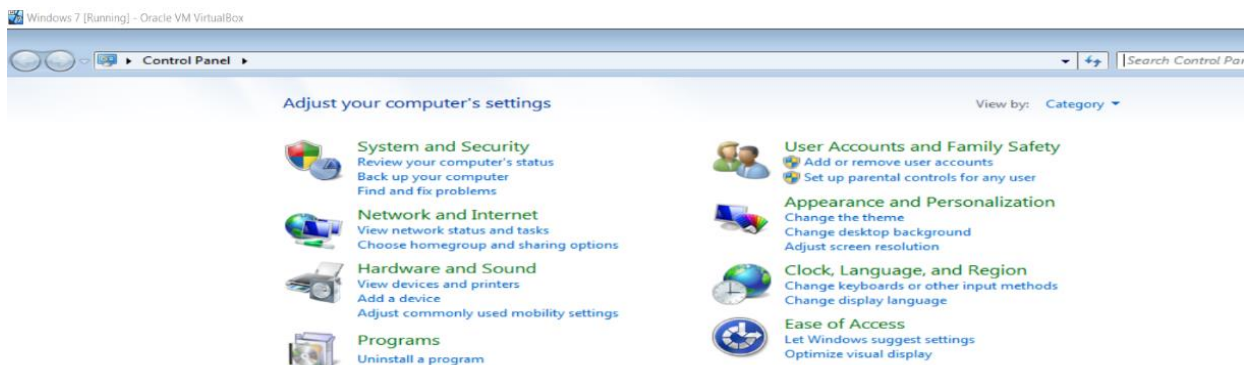 Windows 7 [Running] - Oracle VM VirtualBox
Control Panel
Search Control Pa
Adjust your computer's settings
View by: Category
System and Security
Review your computer's status
Back up your computer
Find and fix problems
Network and Internet
View network status and tasks
Choose homegroup and sharing options
Hardware and Sound
View devices and printers
Add a device
Adjust commonly used mobility settings
Programs
Uninstall a program
User Accounts and Family Safety
Add or remove user accounts
Set up parental controls for any user
Appearance and Personalization
Change the theme
Change desktop background
Adjust screen resolution
Clock, Language, and Region
Change keyboards or other input methods
Change display language
Ease of Access
Let Windows suggest settings
Optimize visual display